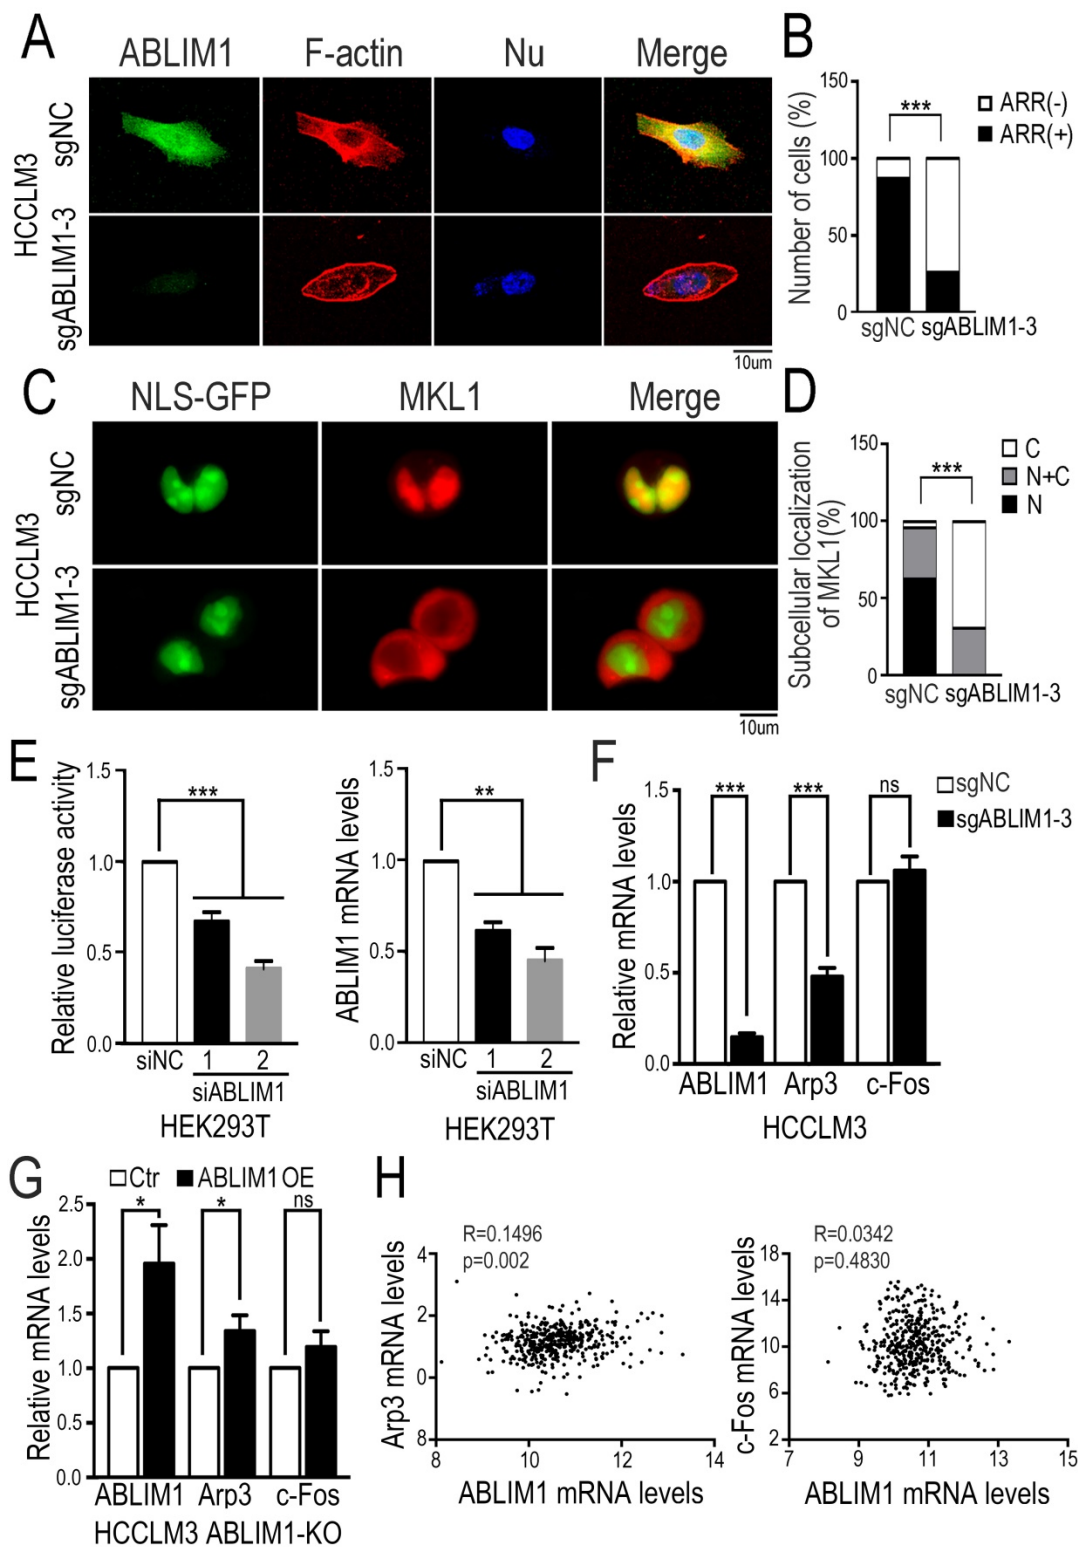 A
ABLIM1 F-actin Nu Merge
HCCLM3
sgNC
sgABLIM1-3
10um
B
Number of cells (%)
150
100
50
0
***
ARR(-)
ARR(+)
sgNC sgABLIM1-3
C
NLS-GFP MKL1 Merge
HCCLM3
sgNC
sgABLIM1-3
10um
D
Subcellular localization
of MKL1(%)
150
100
50
0
***
C
N+C
N
sgNC sgABLIM1-3
E
Relative luciferase activity
1.5
1.0
0.5
0.0
***
siNC 1 2
siABLIM1
HEK293T
ABLIM1 mRNA levels
1.5
1.0
0.5
0.0
**
siNC 1 2
siABLIM1
HEK293T
F
Relative mRNA levels
1.5
1.0
0.5
0.0
*** *** ns
sgNC
sgABLIM1-3
ABLIM1 Arp3 c-Fos
HCCLM3
G
Ctr ABLIM1 OE
Relative mRNA levels
2.5
2.0
1.5
1.0
0.5
0.0
* * ns
ABLIM1 Arp3 c-Fos
HCCLM3 ABLIM1-KO
H
R=0.1496
p=0.002
Arp3 mRNA levels
4
2
0
8
8 10 12 14
ABLIM1 mRNA levels
R=0.0342
p=0.4830
c-Fos mRNA levels
18
14
10
6
2
7 9 11 13 15
ABLIM1 mRNA levels